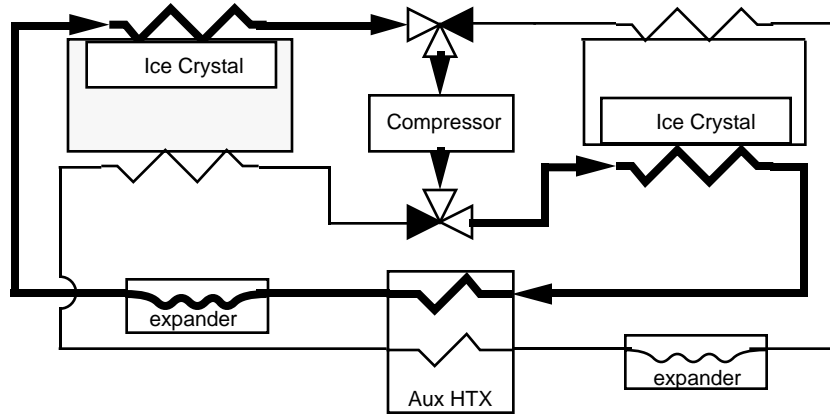 Ice Crystal
Compressor
Ice Crystal
expander
Aux HTX
expander